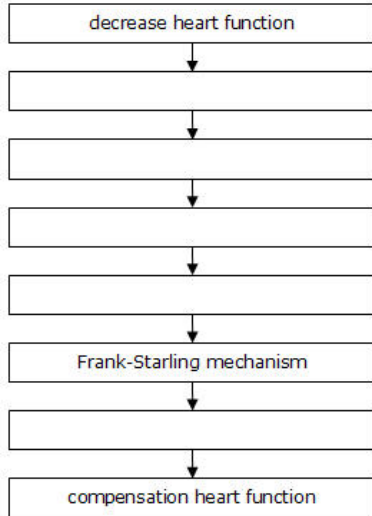 decrease heart function
Frank-Starling mechanism
compensation heart function